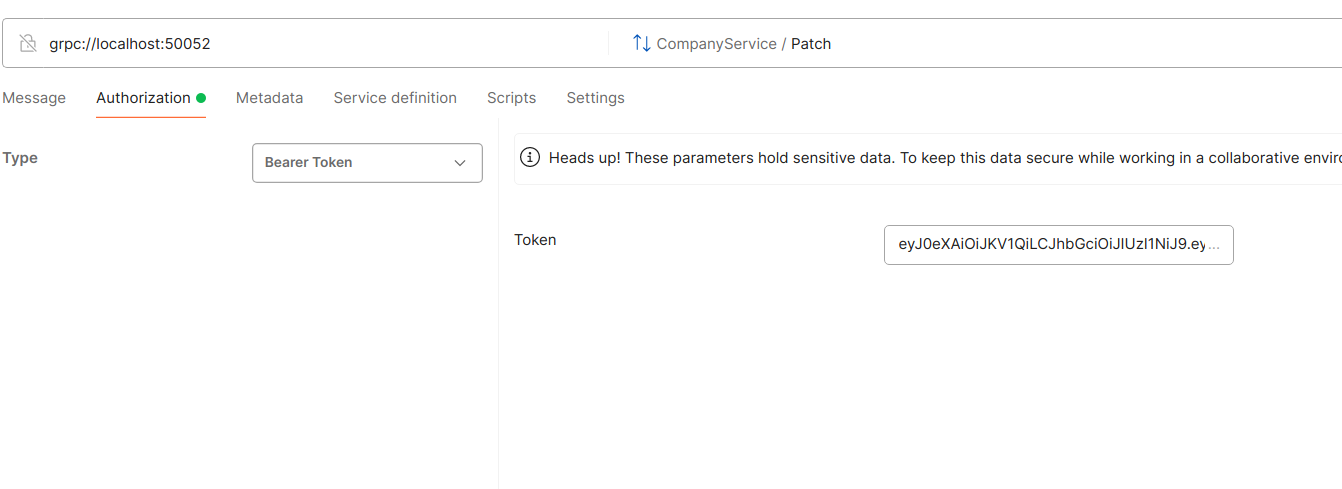 grpc://localhost:50052
CompanyService / Patch
Message Authorization Metadata Service definition Scripts Settings
Type
Bearer Token
Heads up! These parameters hold sensitive data. To keep this data secure while working in a collaborative enviro
Token
eyJ0eXAiOiJKV1QiLCJhbGciOiJIUzI1NiJ9.ey...